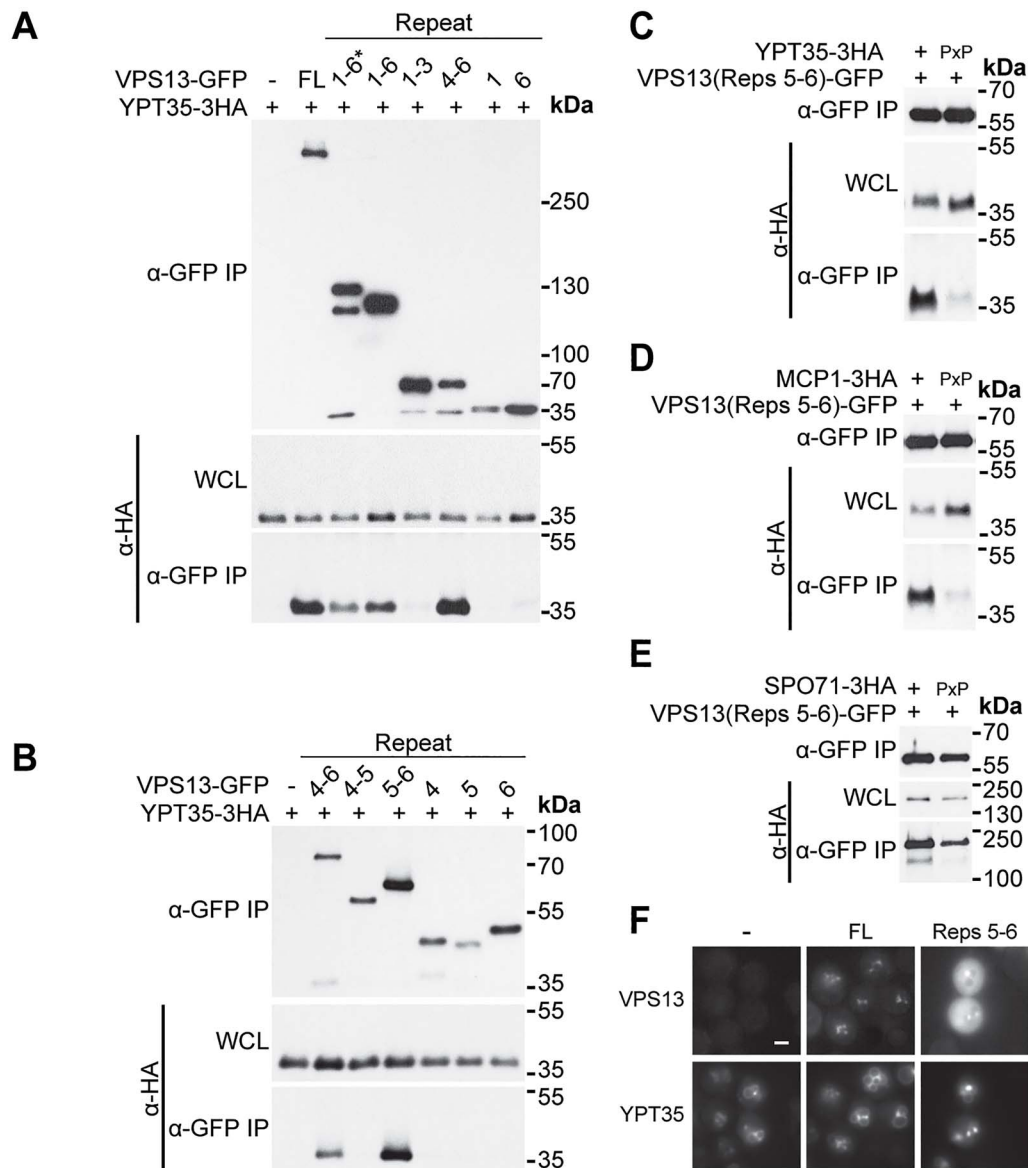 A
Repeat
VPS13-GFP - FL 1-6* 1-6 1-3 4-6 1 6
YPT35-3HA + + + + + + + + kDa
α-GFP IP
-250
-130
-100
-70
-35
α-HA
WCL
-55
-35
α-GFP IP
-55
-35
B
Repeat
VPS13-GFP - 4-6 4-5 5-6 4 5 6
YPT35-3HA + + + + + + + kDa
α-GFP IP
-100
-70
-55
-35
α-HA
WCL
-55
-35
α-GFP IP
-55
-35
C
YPT35-3HA + PxP
VPS13(Reps 5-6)-GFP + + kDa
α-GFP IP
-70
-55
α-HA
WCL
-55
-35
α-GFP IP
-55
-35
D
MCP1-3HA + PxP
VPS13(Reps 5-6)-GFP + + kDa
α-GFP IP
-70
-55
α-HA
WCL
-55
-35
α-GFP IP
-55
-35
E
SPO71-3HA + PxP
VPS13(Reps 5-6)-GFP + + kDa
α-GFP IP
-70
-55
α-HA
WCL
-250
-130
α-GFP IP
-250
-100
F
- FL Reps 5-6
VPS13
YPT35